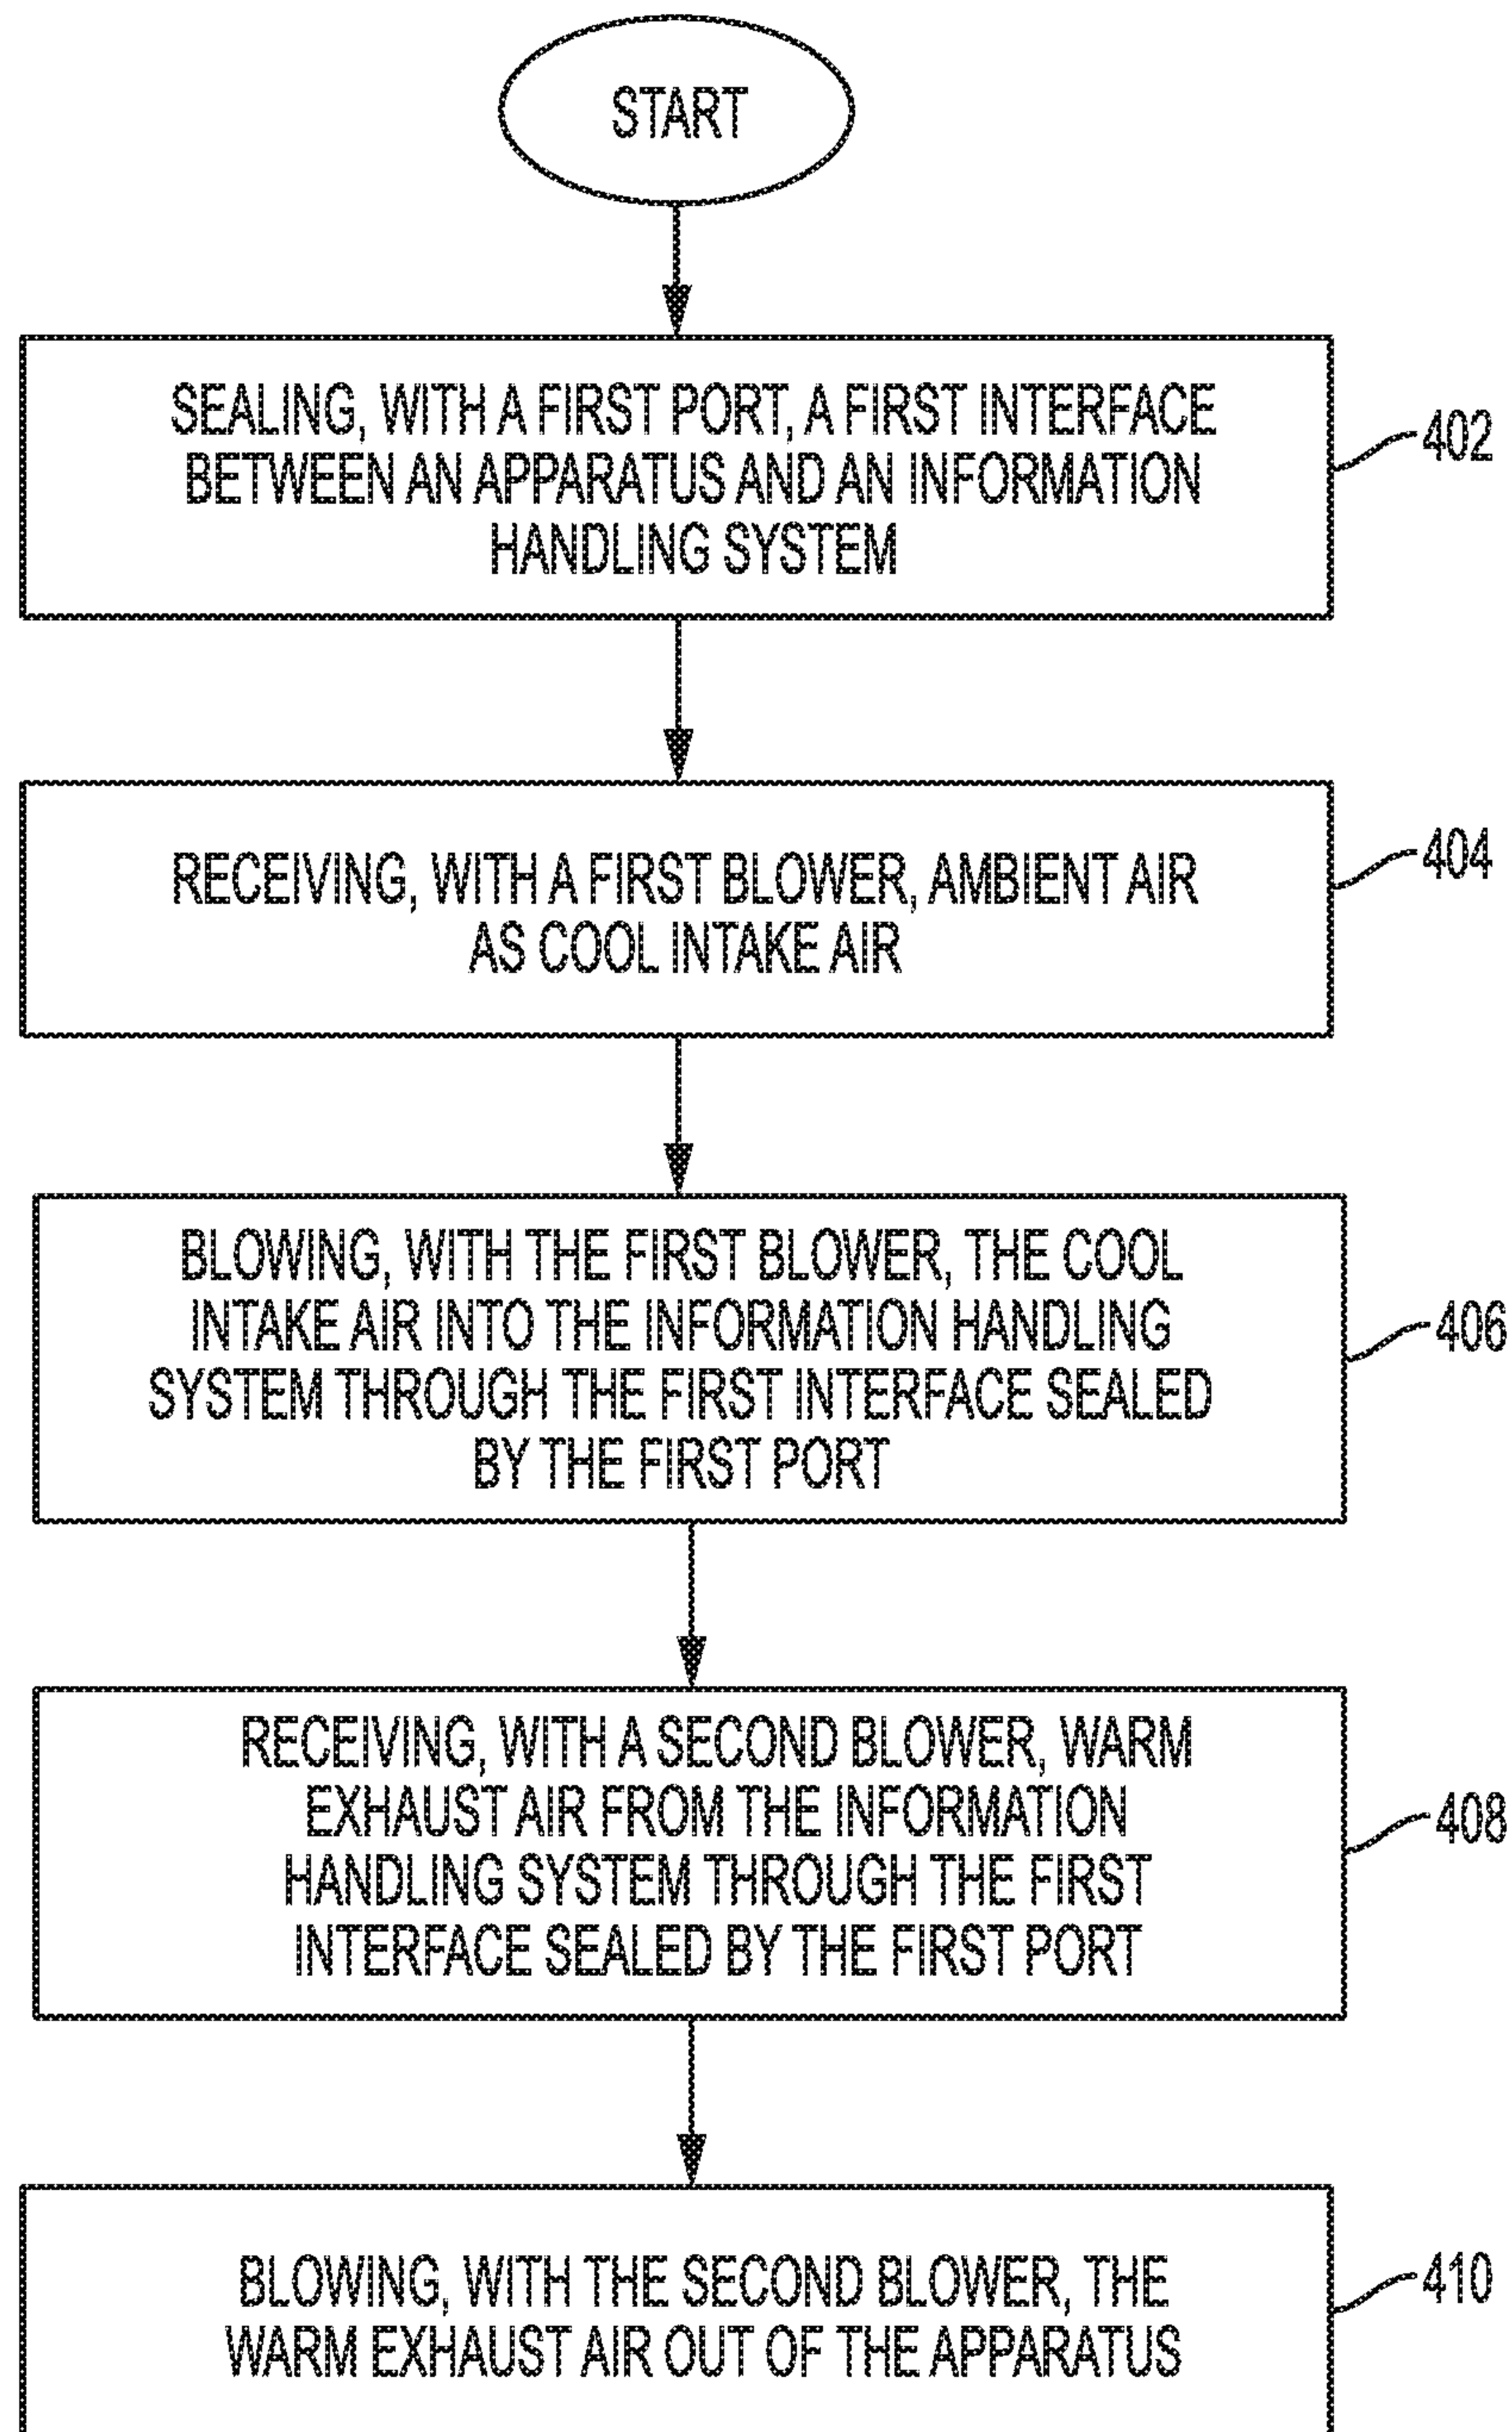 START
SEALING, WITH A FIRST PORT, A FIRST INTERFACE
BETWEEN AN APPARATUS AND AN INFORMATION
HANDLING SYSTEM
402
RECEIVING, WITH A FIRST BLOWER, AMBIENT AIR
AS COOL INTAKE AIR
404
BLOWING, WITH THE FIRST BLOWER, THE COOL
INTAKE AIR INTO THE INFORMATION HANDLING
SYSTEM THROUGH THE FIRST INTERFACE SEALED
BY THE FIRST PORT
406
RECEIVING, WITH A SECOND BLOWER, WARM
EXHAUST AIR FROM THE INFORMATION
HANDLING SYSTEM THROUGH THE FIRST
INTERFACE SEALED BY THE FIRST PORT
408
BLOWING, WITH THE SECOND BLOWER, THE
WARM EXHAUST AIR OUT OF THE APPARATUS
410